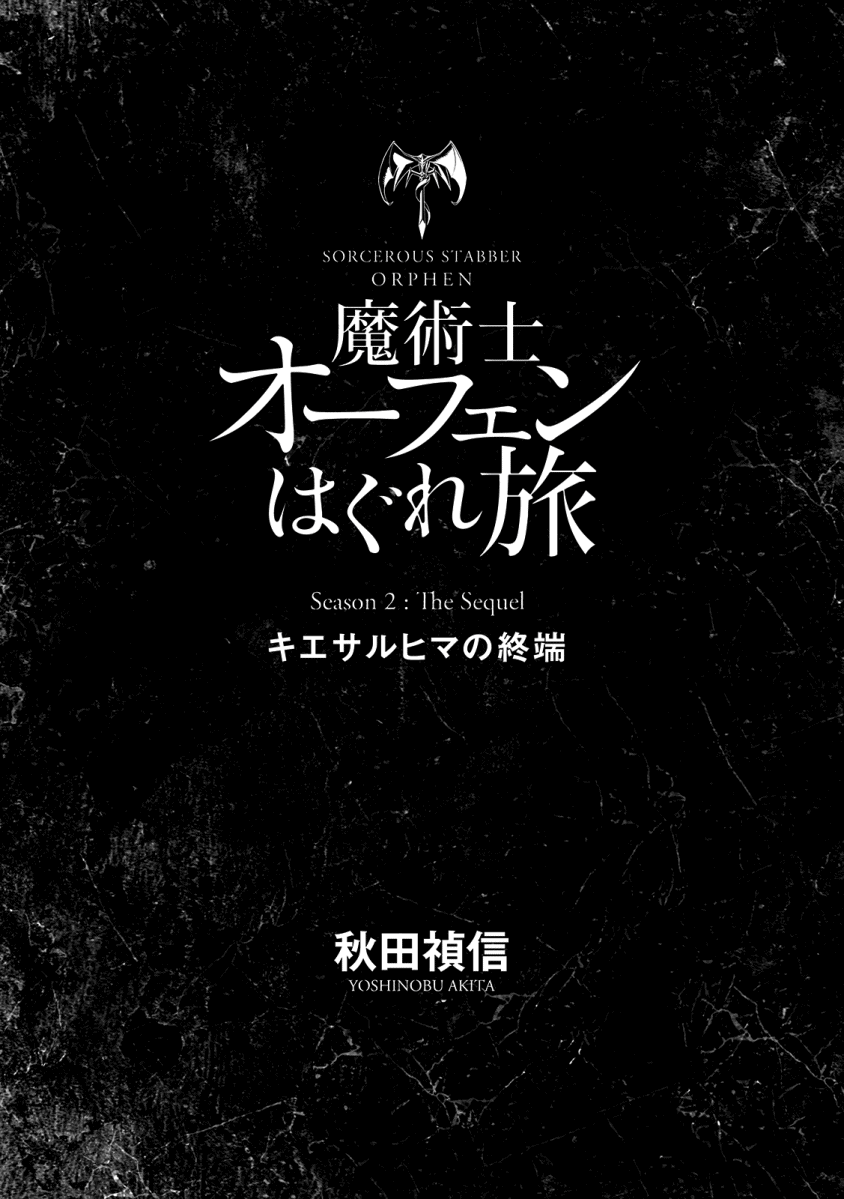 SORCEROUS STABBER
ORPHEN
魔術士
オーフェン
はぐれ旅
Season 2 : The Sequel
キエサルヒマの終端
秋田禎信
YOSHINOBU AKITA